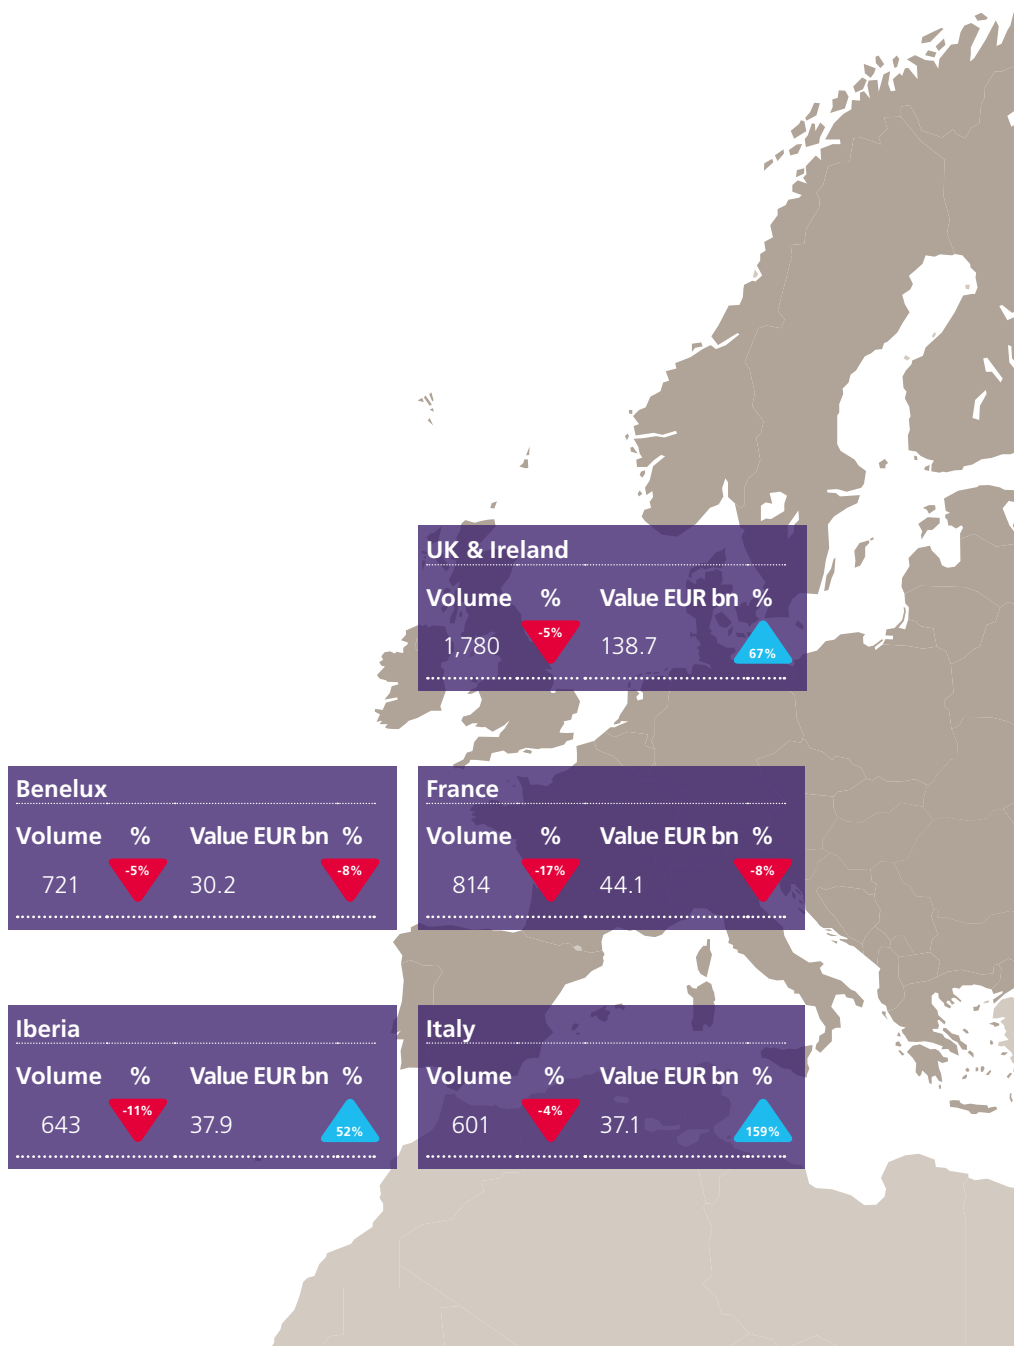 UK & Ireland
Volume % Value EUR bn %
1,780 -5% 138.7 67%
Benelux
Volume % Value EUR bn %
721 -5% 30.2 -8%
France
Volume % Value EUR bn %
814 -17% 44.1 -8%
Iberia
Volume % Value EUR bn %
643 -11% 37.9 52%
Italy
Volume % Value EUR bn %
601 -4% 37.1 159%